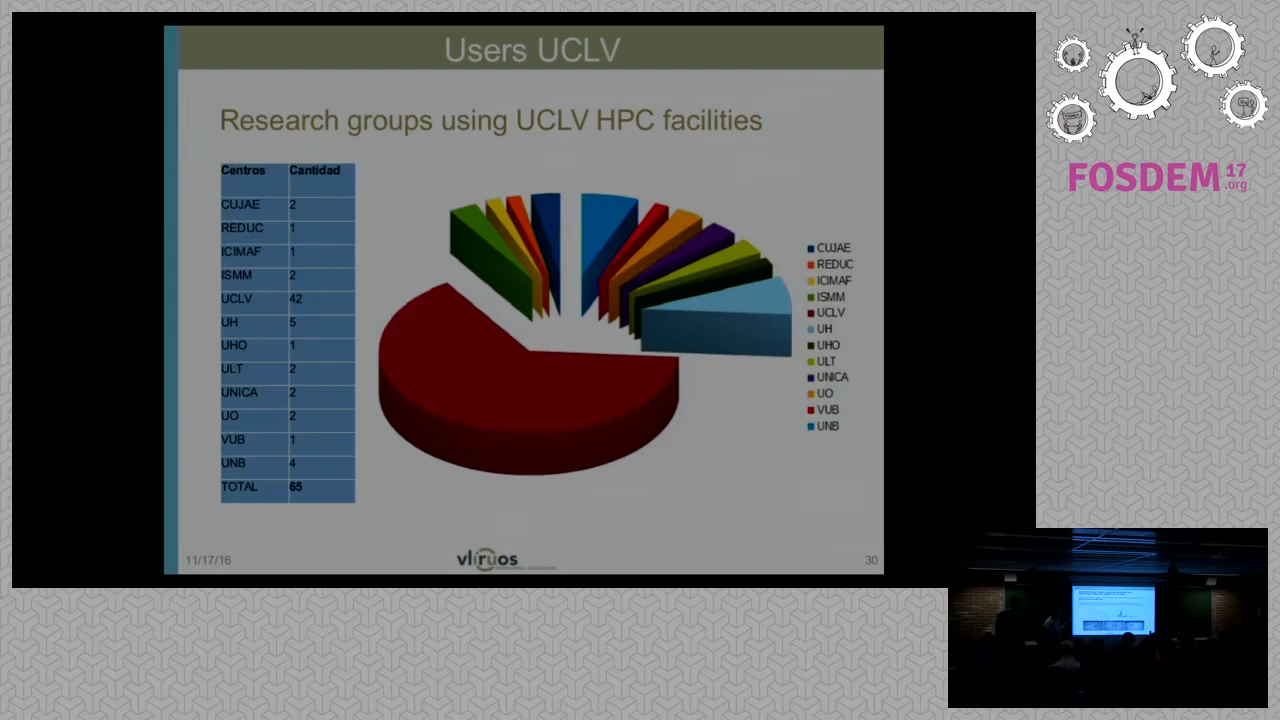 Users UCLV
Research groups using UCLV HPC facilities
Centros Cantidad
CUJAE 2
REDUC 1
ICIMAF 1
ISMM 2
UCLV 42
UH 5
UHO 1
ULT 2
UNICA 2
UO 2
VUB 1
UNB 4
TOTAL 65
CUJAE
REDUC
ICIMAF
ISMM
UCLV
UH
UHO
ULT
UNICA
UO
VUB
UNB
11/17/16
vliruos
30
FOSDEM 17
.org